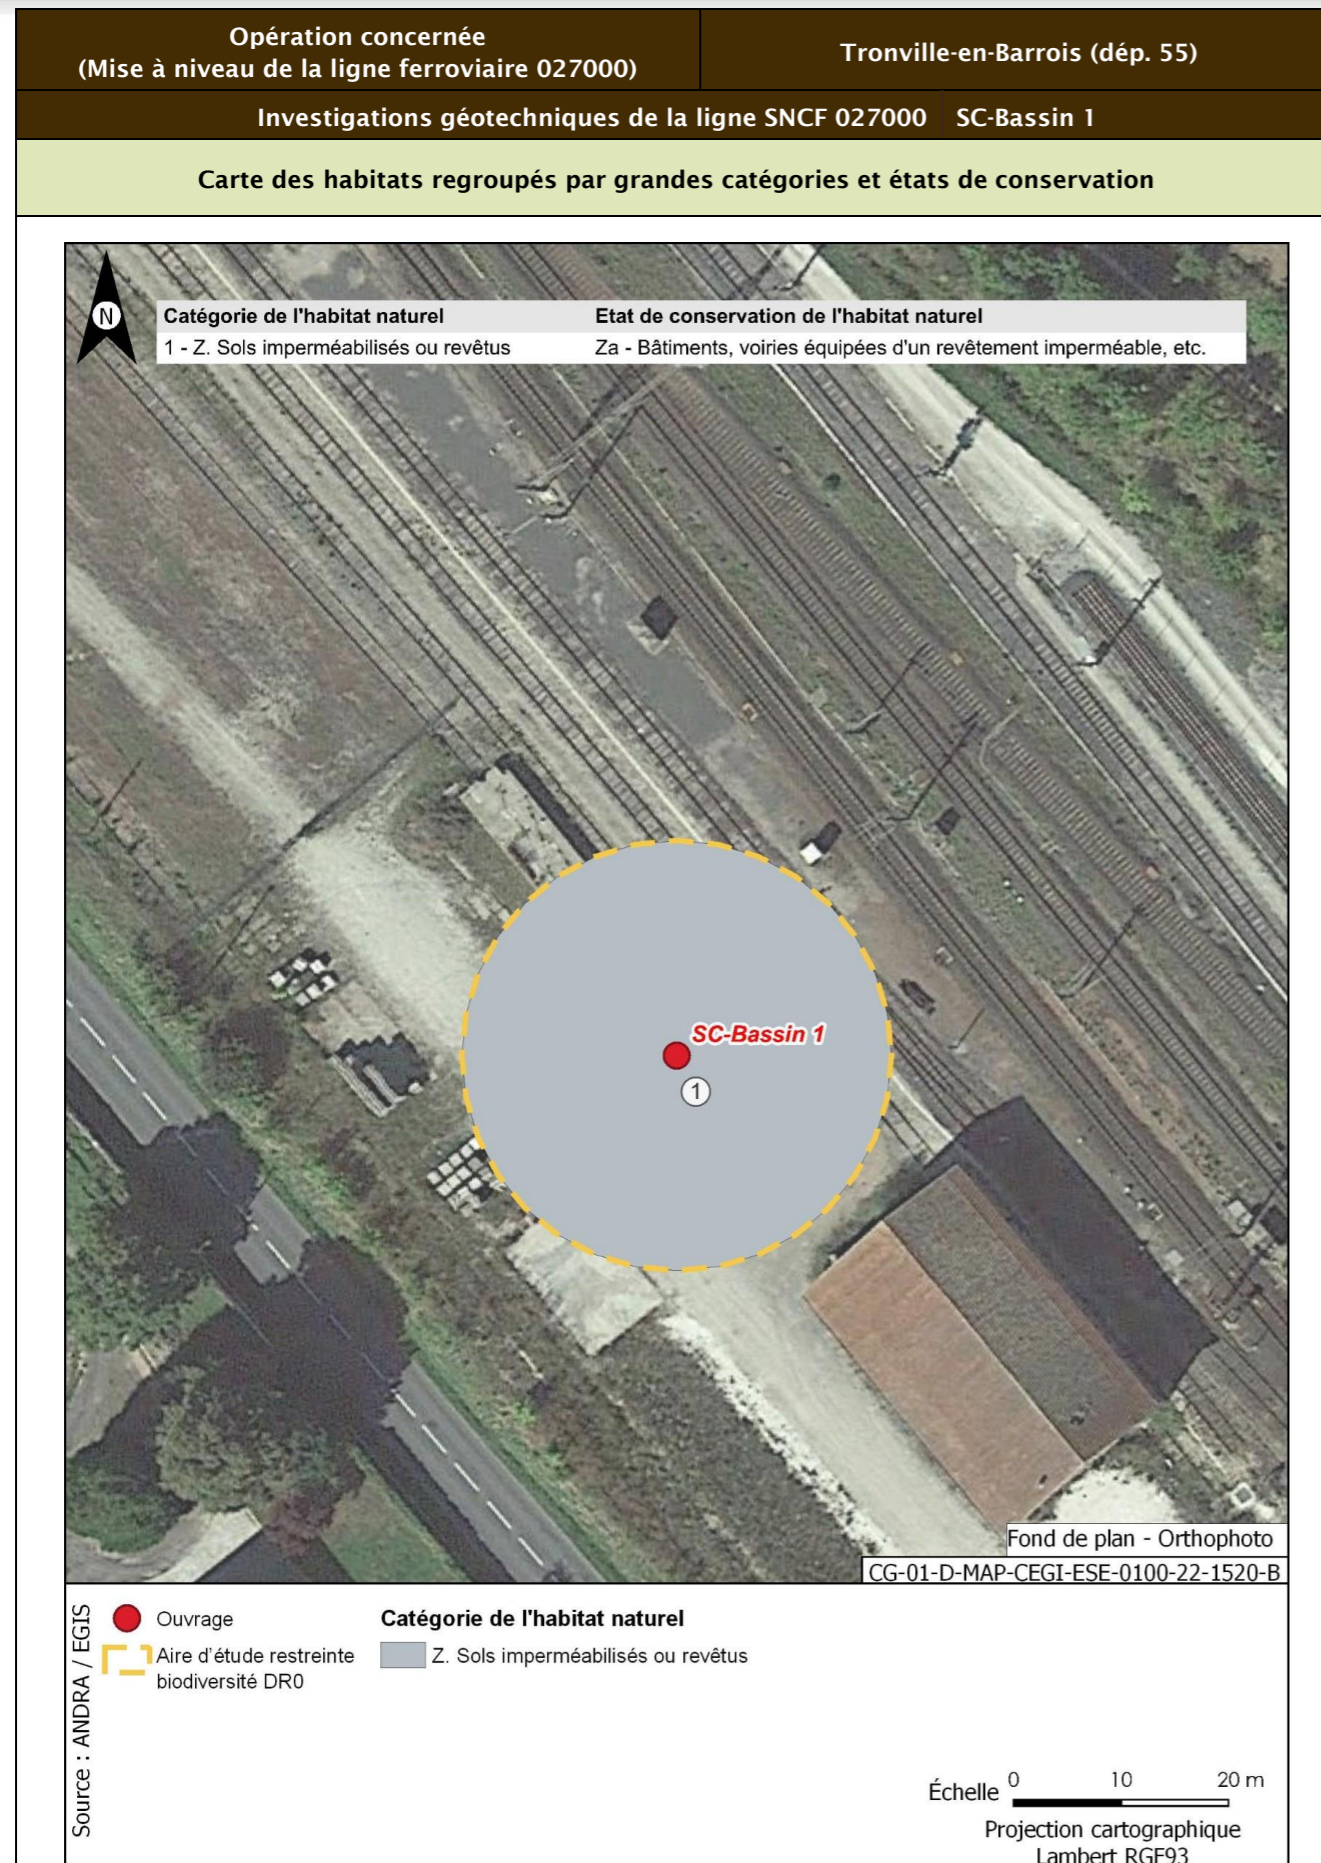 Opération concernée
(Mise à niveau de la ligne ferroviaire 027000)
Tronville-en-Barrois (dép. 55)
Investigations géotechniques de la ligne SNCF 027000 SC-Bassin 1
Carte des habitats regroupés par grandes catégories et états de conservation
N
Catégorie de l'habitat naturel Etat de conservation de l'habitat naturel
1 - Z. Sols imperméabilisés ou revêtus Za - Bâtiments, voiries équipées d'un revêtement imperméable, etc.
SC-Bassin 1
1
Fond de plan - Orthophoto
CG-01-D-MAP-CEGI-ESE-0100-22-1520-B
Source : ANDRA / EGIS
Ouvrage
Aire d'étude restreinte
biodiversité DR0
Catégorie de l'habitat naturel
Z. Sols imperméabilisés ou revêtus
Échelle 0 10 20 m
Projection cartographique
Lambert RGF93